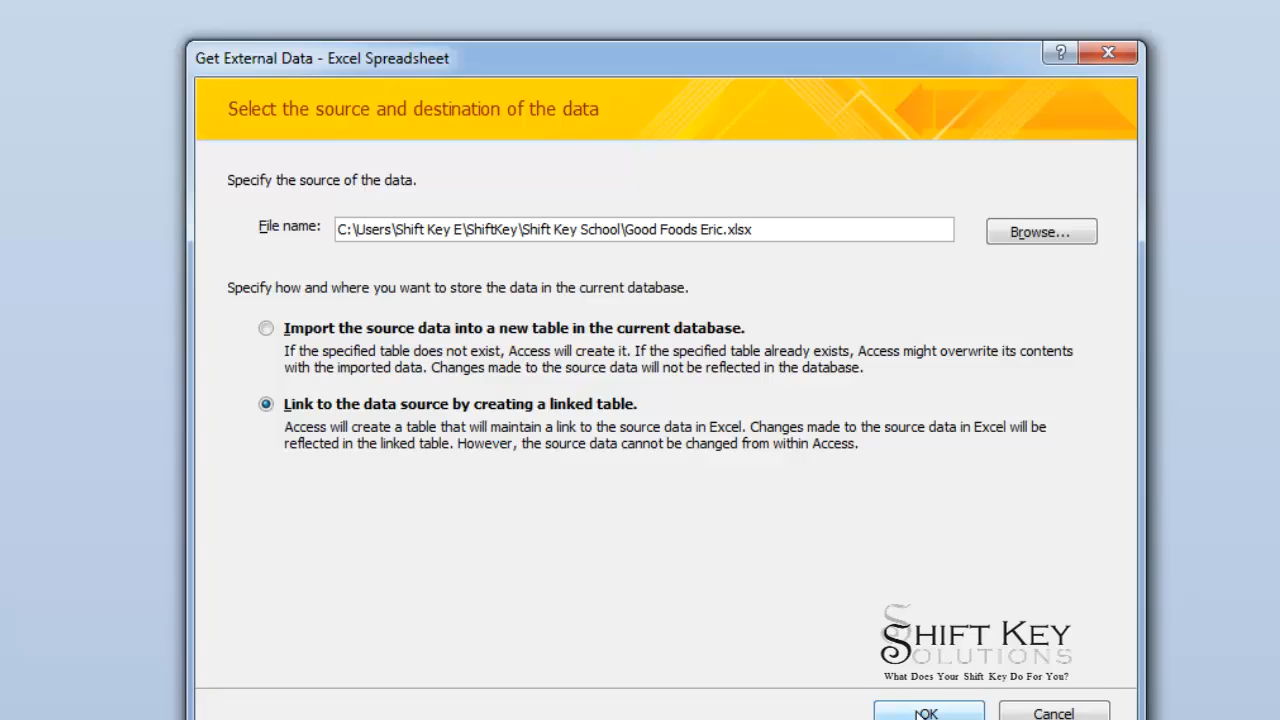 Get External Data - Excel Spreadsheet
?
Select the source and destination of the data
Specify the source of the data.
File name: C:\Users\Shift Key E\ShiftKey\Shift Key School\Good Foods Eric.xlsx Browse...
Specify how and where you want to store the data in the current database.
Import the source data into a new table in the current database.
If the specified table does not exist, Access will create it. If the specified table already exists, Access might overwrite its contents
with the imported data. Changes made to the source data will not be reflected in the database.
Link to the data source by creating a linked table.
Access will create a table that will maintain a link to the source data in Excel. Changes made to the source data in Excel will be
reflected in the linked table. However, the source data cannot be changed from within Access.
SHIFT KEY
SOLUTIONS
What Does Your Shift Key Do For You?
OK Cancel